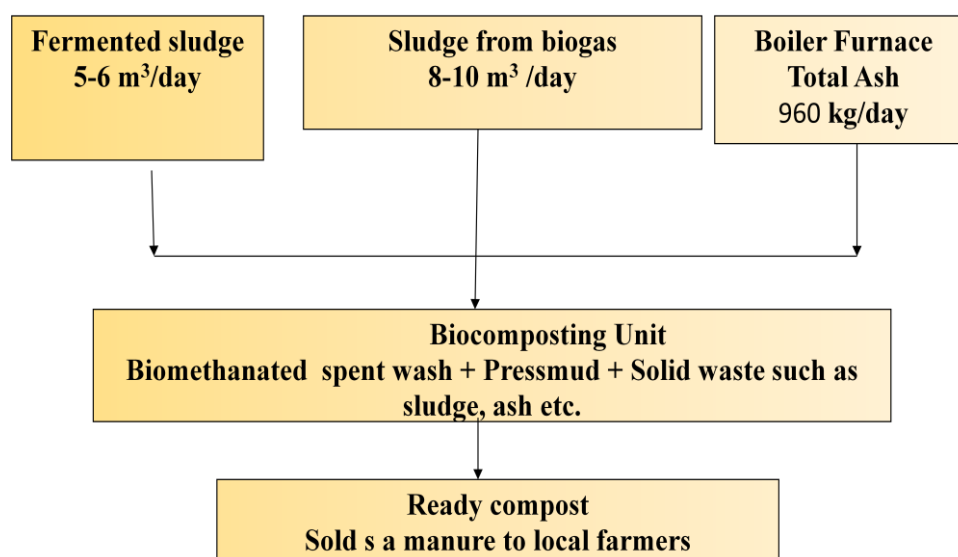 Fermented sludge
5-6 m³/day
Sludge from biogas
8-10 m³ /day
Boiler Furnace
Total Ash
960 kg/day
Biocomposting Unit
Biomethanated spent wash + Pressmud + Solid waste such as
sludge, ash etc.
Ready compost
Sold s a manure to local farmers